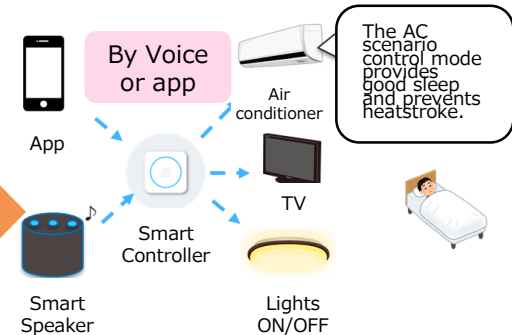 By Voice
or app
The AC
scenario
control mode
provides
good sleep
and prevents
heatstroke.
App
Air
conditioner
TV
Smart
Controller
Smart
Speaker
Lights
ON/OFF